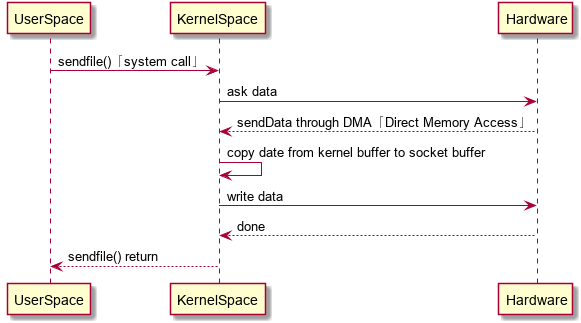 UserSpace KernelSpace Hardware
sendfile()「system call」
ask data
sendData through DMA「Direct Memory Access」
copy date from kernel buffer to socket buffer
write data
done
sendfile() return
UserSpace KernelSpace Hardware